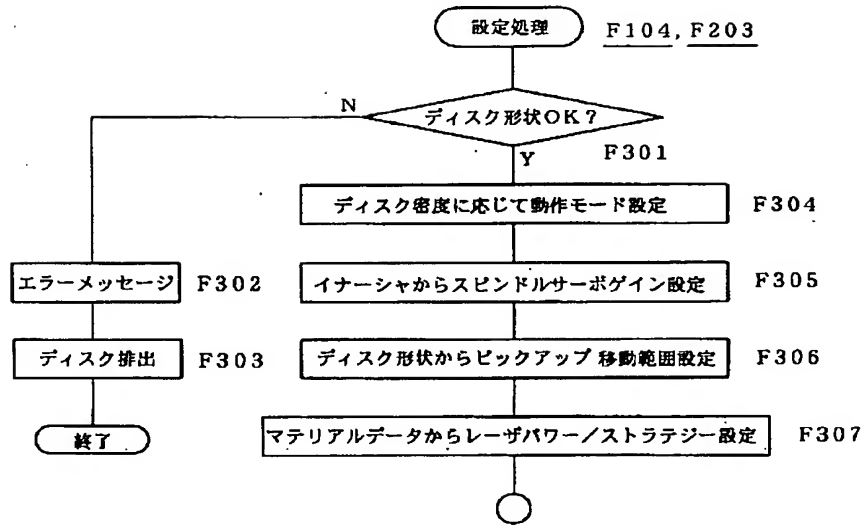 設定処理 F104, F203
ディスク形状OK?
N
Y
F301
ディスク密度に応じて動作モード設定 F304
エラーメッセージ F302
イナーシャからスピンドルサーボゲイン設定 F305
ディスク排出 F303
ディスク形状からピックアップ移動範囲設定 F306
終了
マテリアルデータからレーザパワー/ストラテジー設定 F307